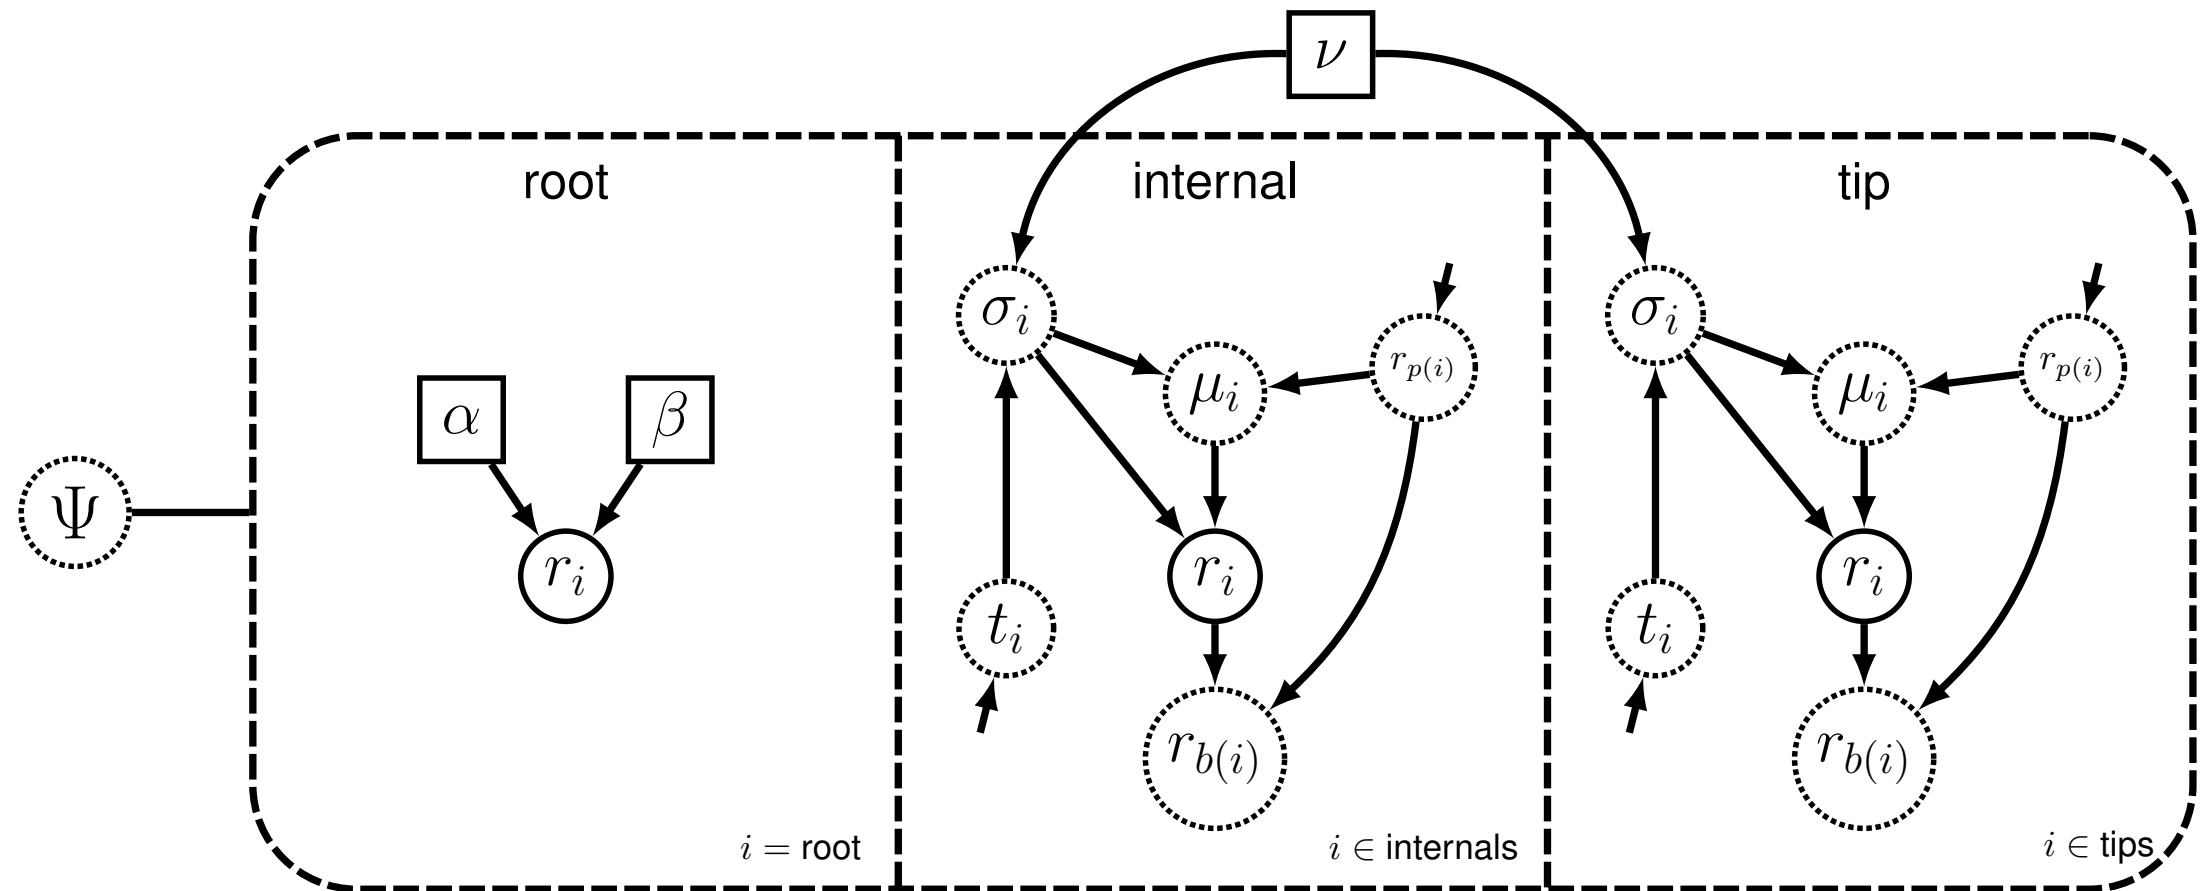 ν
root
internal
tip
Ψ
α
β
r_i
i = root
σ_i
μ_i
r_{p(i)}
r_i
t_i
r_{b(i)}
i ∈ internals
σ_i
μ_i
r_{p(i)}
r_i
t_i
r_{b(i)}
i ∈ tips